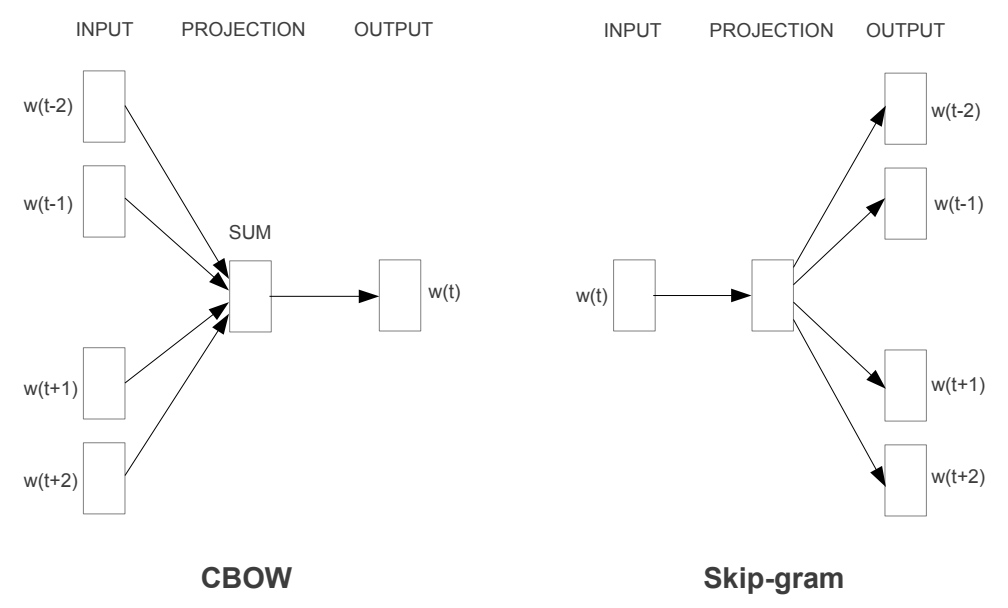 INPUT PROJECTION OUTPUT
w(t-2)
w(t-1)
SUM
w(t)
w(t+1)
w(t+2)
CBOW
INPUT PROJECTION OUTPUT
w(t-2)
w(t-1)
w(t)
w(t+1)
w(t+2)
Skip-gram